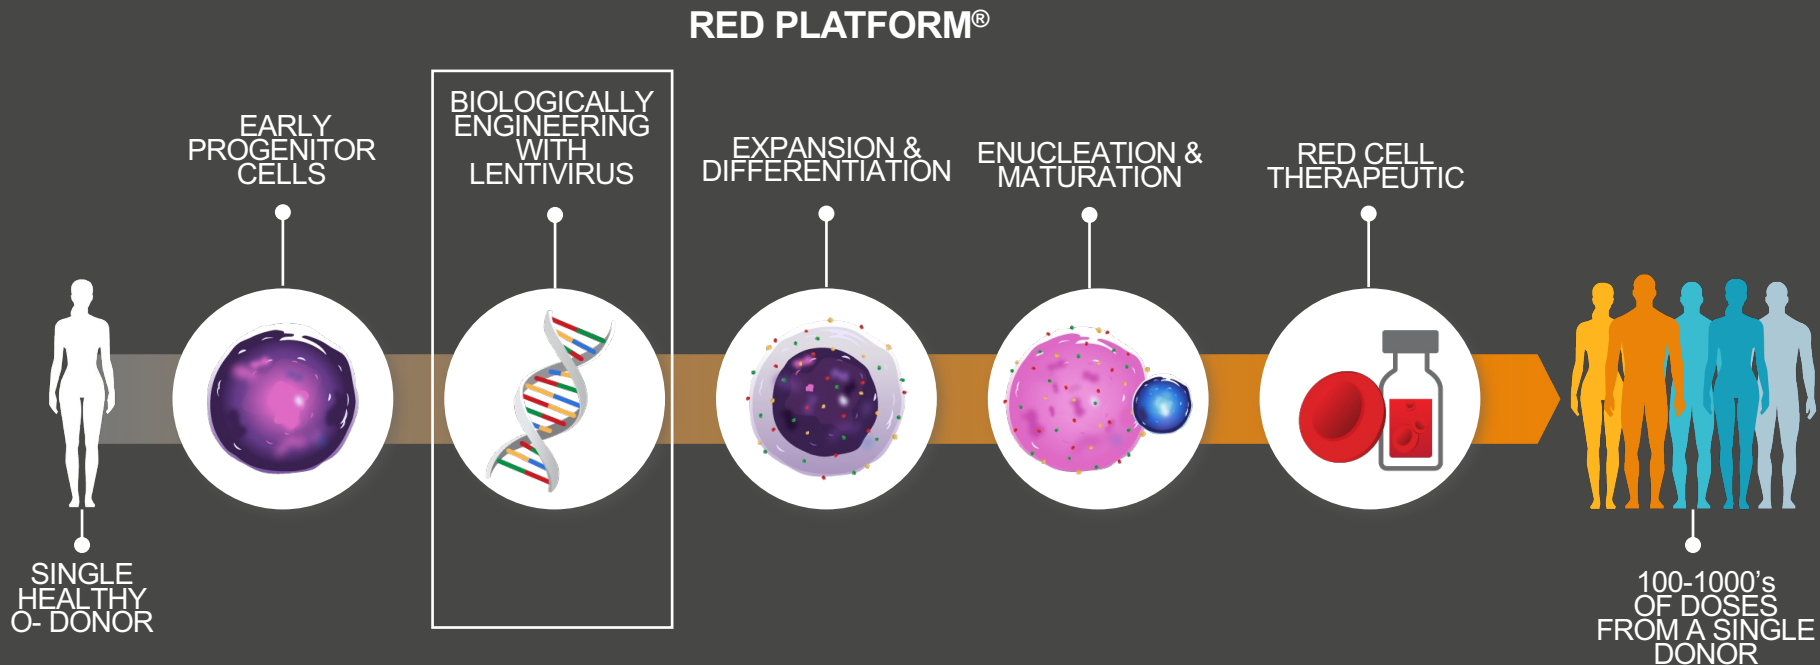 RED PLATFORM®
EARLY
PROGENITOR
CELLS
BIOLOGICALLY
ENGINEERING
WITH
LENTIVIRUS
EXPANSION &
DIFFERENTIATION
ENUCLEATION &
MATURATION
RED CELL
THERAPEUTIC
SINGLE
HEALTHY
O- DONOR
100-1000’s
OF DOSES
FROM A SINGLE
DONOR